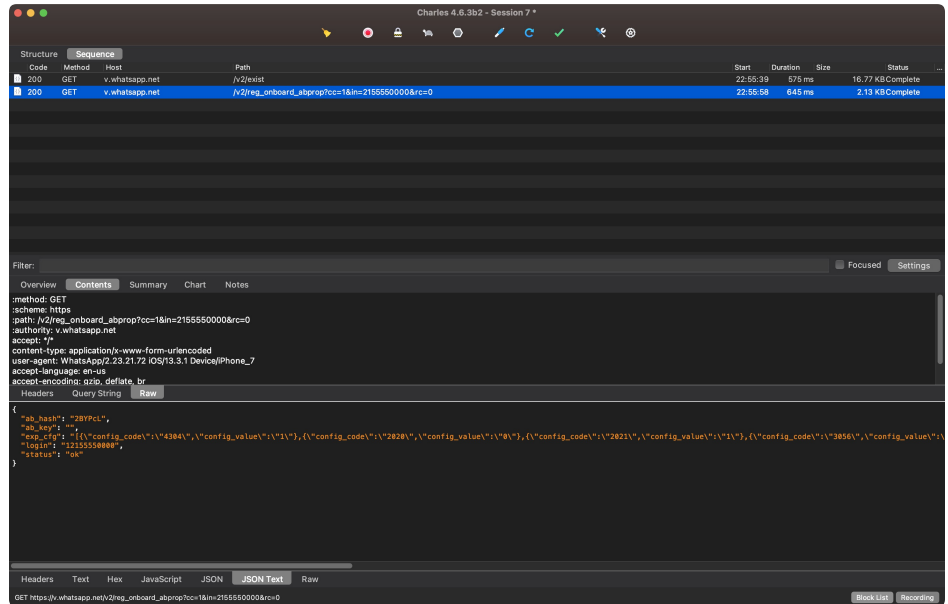 Charles 4.6.3b2 - Session 7 *
Structure Sequence
Code Method Host Path Start Duration Size Status ...
200 GET v.whatsapp.net /v2/exist 22:55:39 575 ms 16.77 KB Complete
200 GET v.whatsapp.net /v2/reg_onboard_abprop?cc=1&in=2155550000&rc=0 22:55:58 645 ms 2.13 KB Complete
Filter: Focused Settings
Overview Contents Summary Chart Notes
:method: GET
:scheme: https
:path: /v2/reg_onboard_abprop?cc=1&in=2155550000&rc=0
:authority: v.whatsapp.net
accept: */*
content-type: application/x-www-form-urlencoded
user-agent: WhatsApp/2.23.21.72 iOS/13.3.1 Device/iPhone_7
accept-language: en-us
accept-encoding: gzip, deflate, br
Headers Query String Raw
{
"ab_hash": "2BYPcL",
"ab_key": "",
"exp_cfg": "[{\"config_code\":\"4304\",\"config_value\":\"1\"},{\"config_code\":\"2020\",\"config_value\":\"0\"},{\"config_code\":\"2021\",\"config_value\":\"1\"},{\"config_code\":\"3056\",\"config_value\":\
"login": "12155550000",
"status": "ok"
}
Headers Text Hex JavaScript JSON JSON Text Raw
GET https://v.whatsapp.net/v2/reg_onboard_abprop?cc=1&in=2155550000&rc=0 Block List Recording